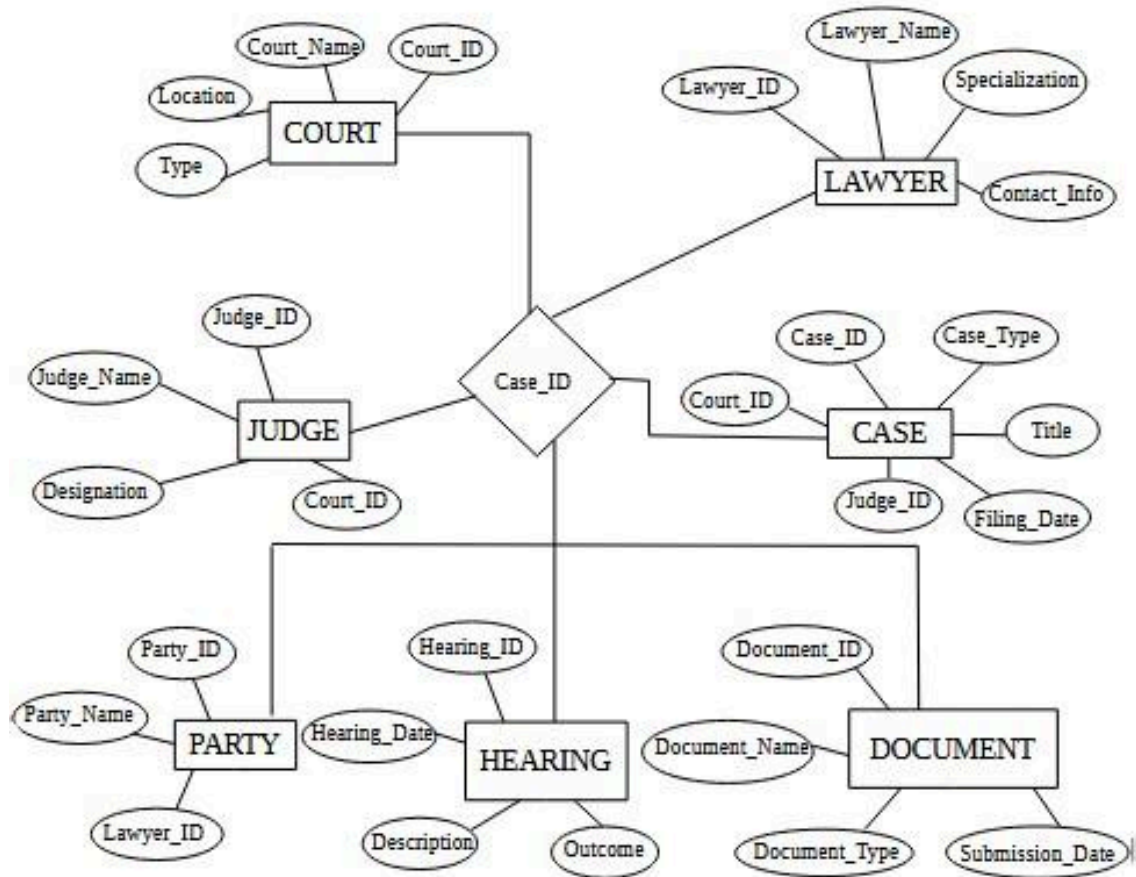 Lawyer_Name
Court_Name
Court_ID
Lawyer_ID
Specialization
Location
COURT
Type
LAWYER
Contact_Info
Judge_ID
Case_ID
Case_Type
Judge_Name
Case_ID
Court_ID
JUDGE
CASE
Title
Designation
Court_ID
Judge_ID
Filing_Date
Party_ID
Hearing_ID
Document_ID
Party_Name
Hearing_Date
Document_Name
PARTY
HEARING
DOCUMENT
Lawyer_ID
Description
Outcome
Document_Type
Submission_Date